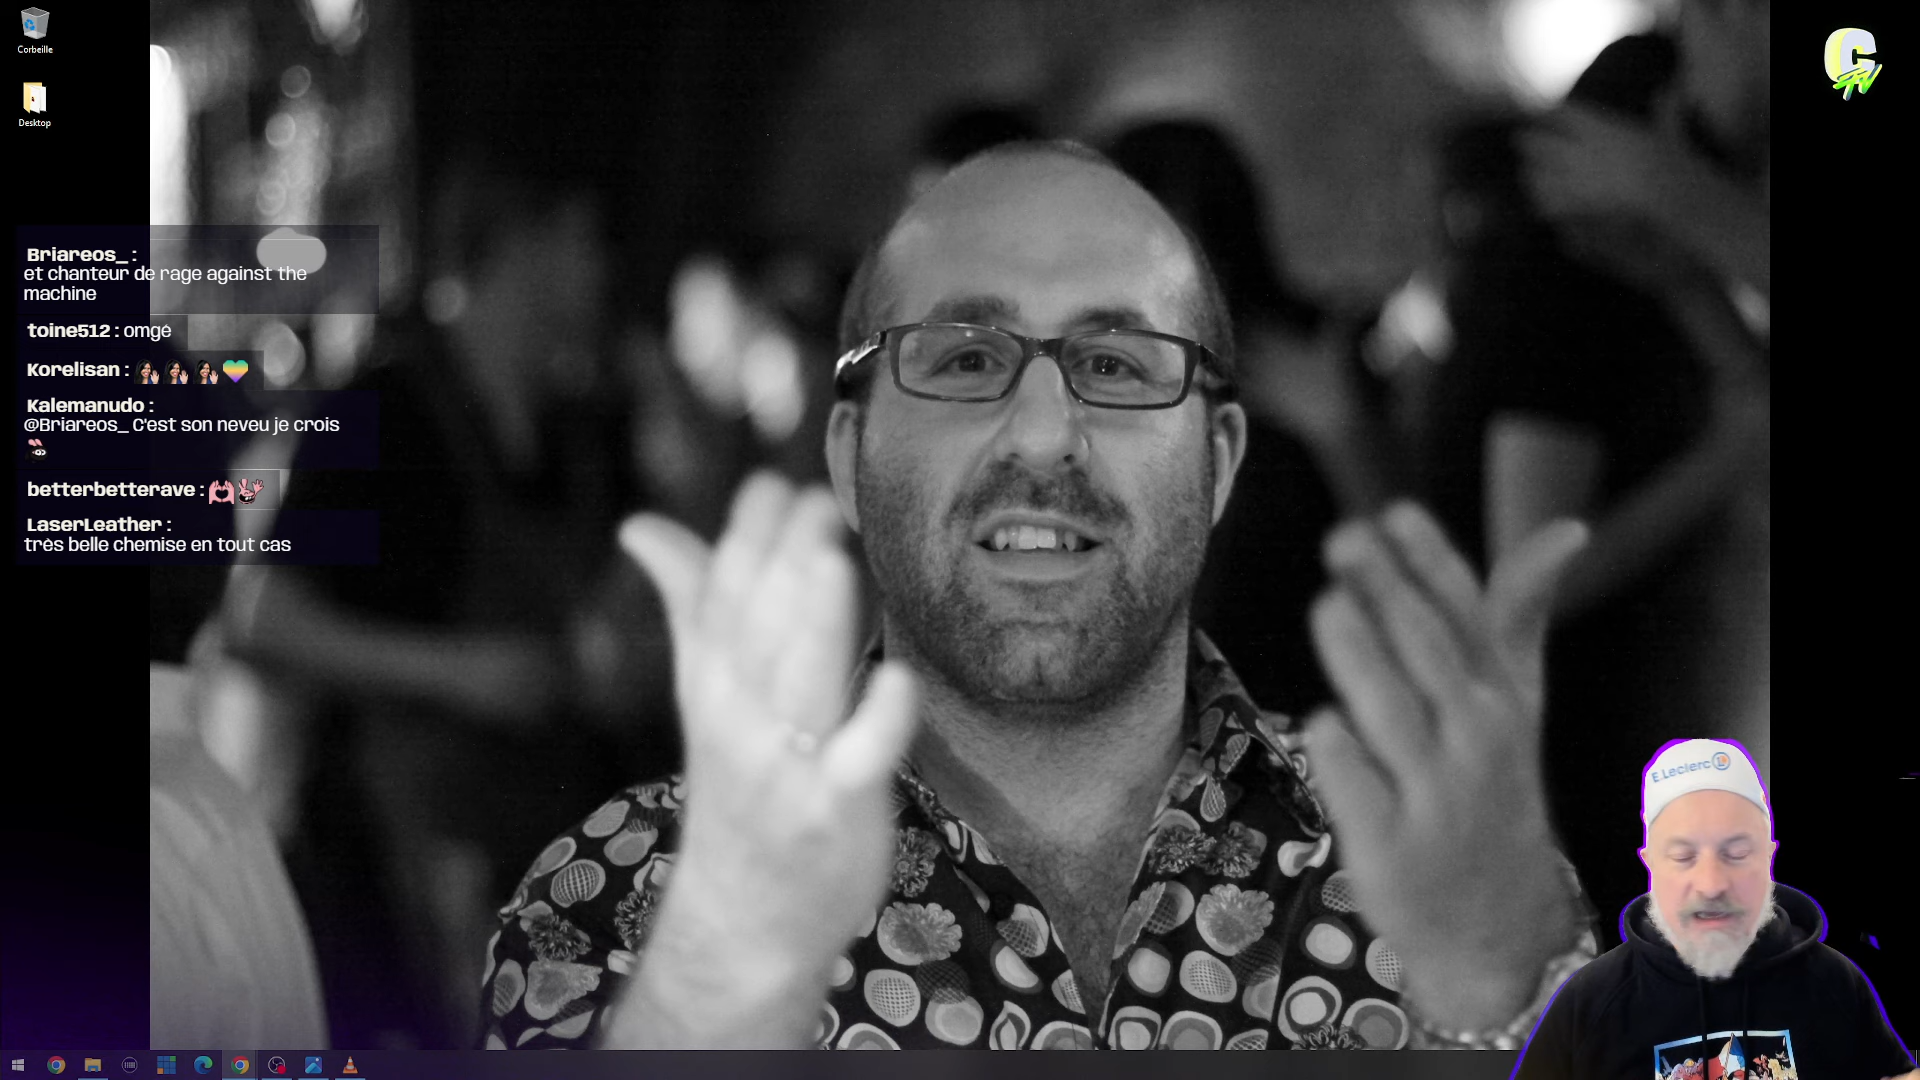 Corbeille
Desktop
Briareos_ :
et chanteur de rage against the
machine
toine512 : omgé
Korelisan :
Kalemanudo :
@Briareos_ C'est son neveu je crois
betterbetterave :
LaserLeather :
très belle chemise en tout cas
E.Leclerc